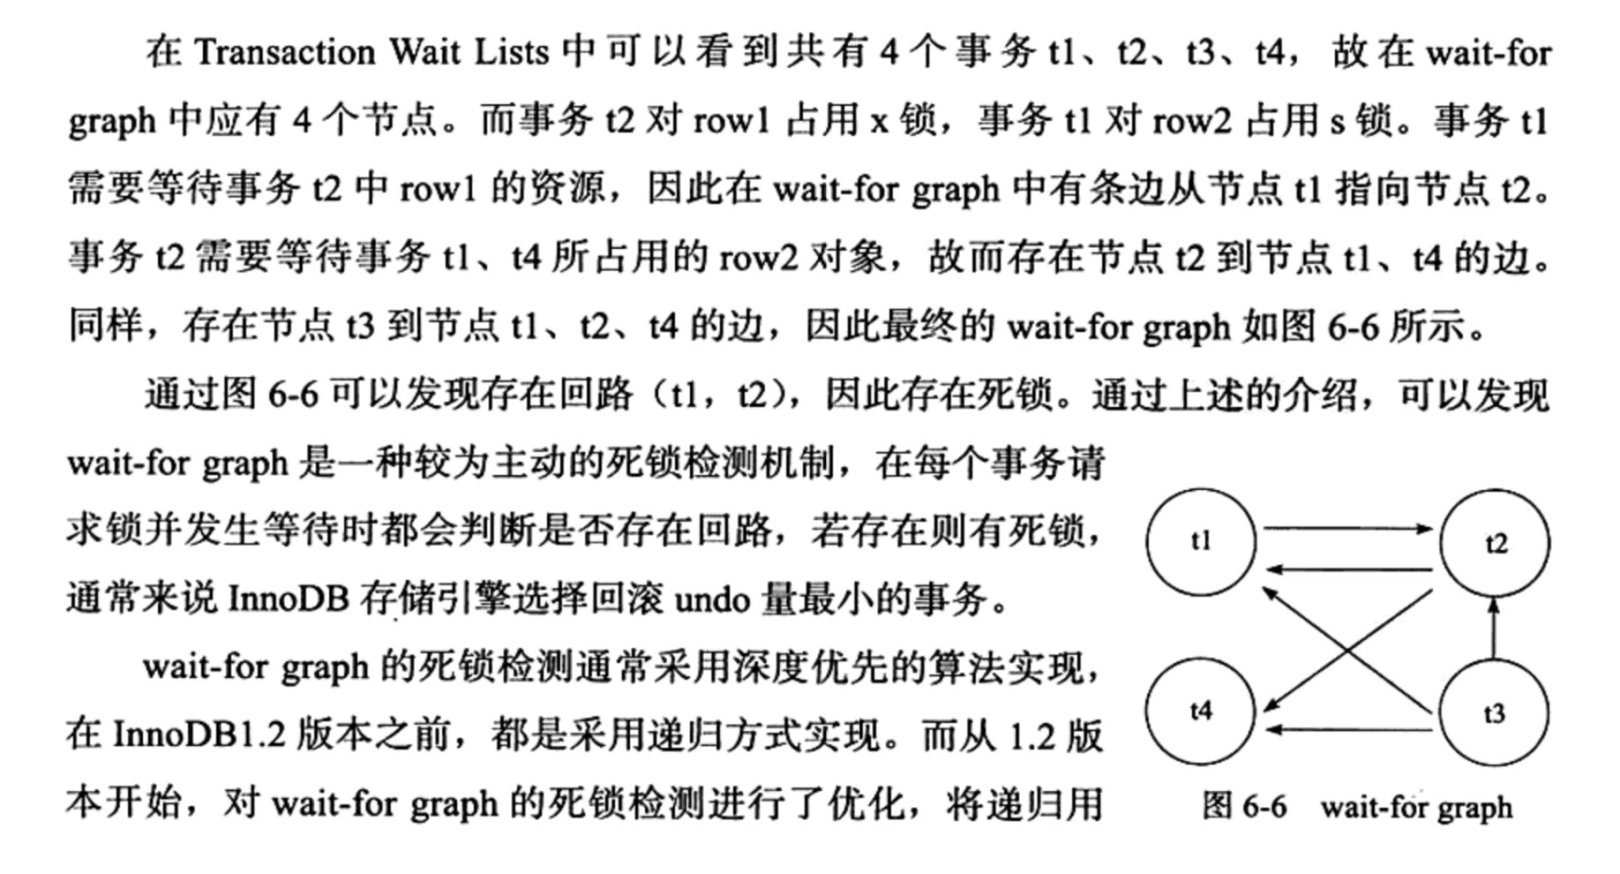 在 Transaction Wait Lists 中可以看到共有 4 个事务 t1、t2、t3、t4，故在 wait-for
graph 中应有 4 个节点。而事务 t2 对 row1 占用 x 锁，事务 t1 对 row2 占用 s 锁。事务 t1
需要等待事务 t2 中 row1 的资源，因此在 wait-for graph 中有条边从节点 t1 指向节点 t2。
事务 t2 需要等待事务 t1、t4 所占用的 row2 对象，故而存在节点 t2 到节点 t1、t4 的边。
同样，存在节点 t3 到节点 t1、t2、t4 的边，因此最终的 wait-for graph 如图 6-6 所示。
通过图 6-6 可以发现存在回路（t1，t2），因此存在死锁。通过上述的介绍，可以发现
wait-for graph 是一种较为主动的死锁检测机制，在每个事务请
求锁并发生等待时都会判断是否存在回路，若存在则有死锁，
通常来说 InnoDB 存储引擎选择回滚 undo 量最小的事务。
wait-for graph 的死锁检测通常采用深度优先的算法实现，
在 InnoDB1.2 版本之前，都是采用递归方式实现。而从 1.2 版
本开始，对 wait-for graph 的死锁检测进行了优化，将递归用
t1
t2
t4
t3
图 6-6 wait-for graph